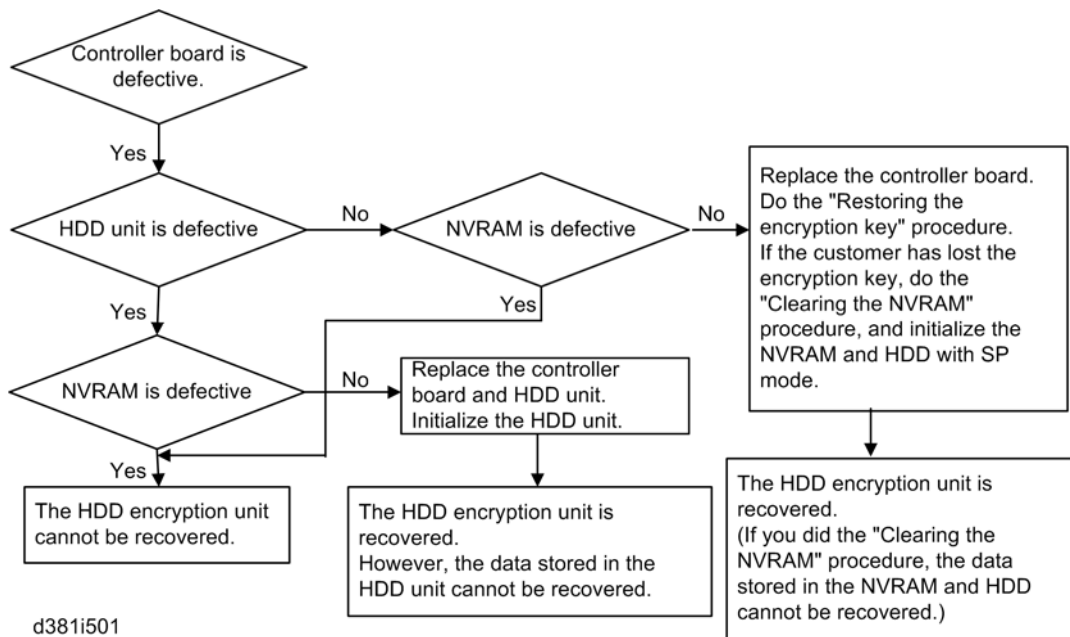 Controller board is
defective.
Yes
HDD unit is defective
No
NVRAM is defective
No
Replace the controller board.
Do the "Restoring the
encryption key" procedure.
If the customer has lost the
encryption key, do the
"Clearing the NVRAM"
procedure, and initialize the
NVRAM and HDD with SP
mode.
Yes
Yes
NVRAM is defective
No
Replace the controller
board and HDD unit.
Initialize the HDD unit.
Yes
The HDD encryption unit
cannot be recovered.
The HDD encryption unit is
recovered.
However, the data stored in the
HDD unit cannot be recovered.
The HDD encryption unit is
recovered.
(If you did the "Clearing the
NVRAM" procedure, the data
stored in the NVRAM and HDD
cannot be recovered.)
d381i501